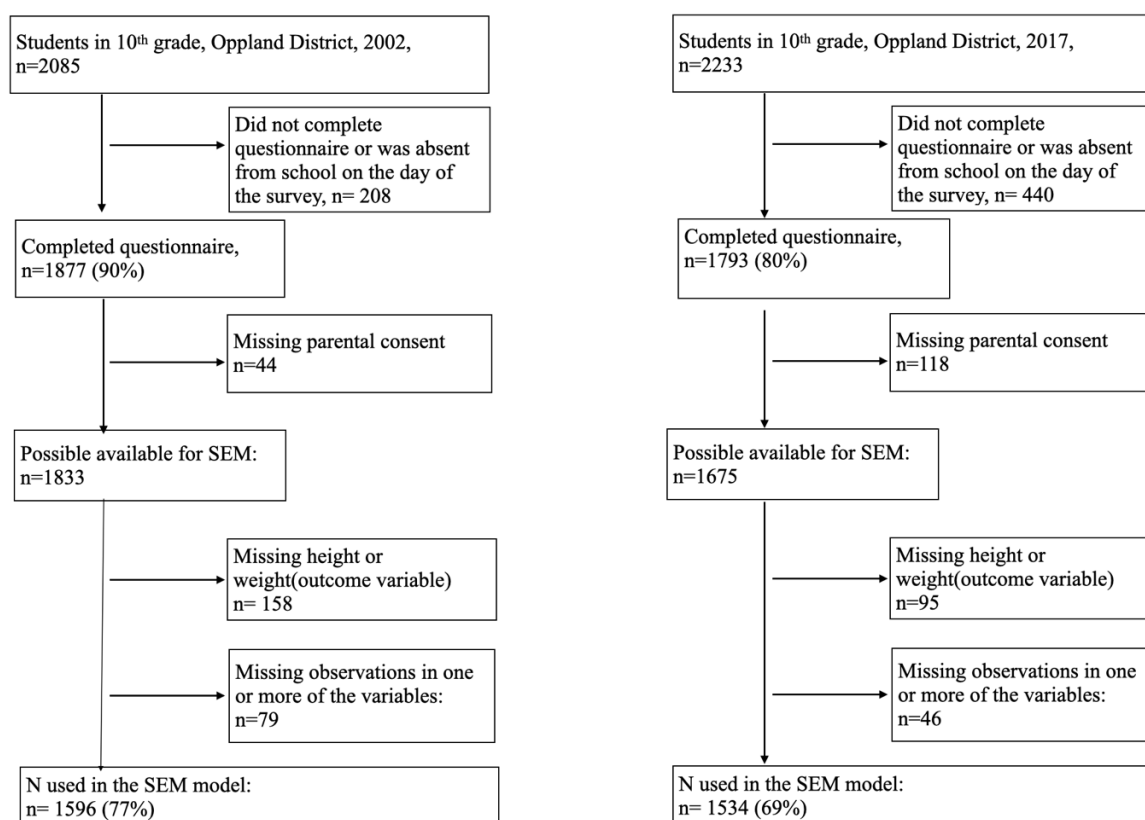 Students in 10th grade, Oppland District, 2002,
n=2085
Did not complete
questionnaire or was absent
from school on the day of
the survey, n= 208
Completed questionnaire,
n=1877 (90%)
Missing parental consent
n=44
Possible available for SEM:
n=1833
Missing height or
weight(outcome variable)
n= 158
Missing observations in one
or more of the variables:
n=79
N used in the SEM model:
n= 1596 (77%)
Students in 10th grade, Oppland District, 2017,
n=2233
Did not complete
questionnaire or was absent
from school on the day of
the survey, n= 440
Completed questionnaire,
n=1793 (80%)
Missing parental consent
n=118
Possible available for SEM:
n=1675
Missing height or
weight(outcome variable)
n=95
Missing observations in one
or more of the variables:
n=46
N used in the SEM model:
n= 1534 (69%)